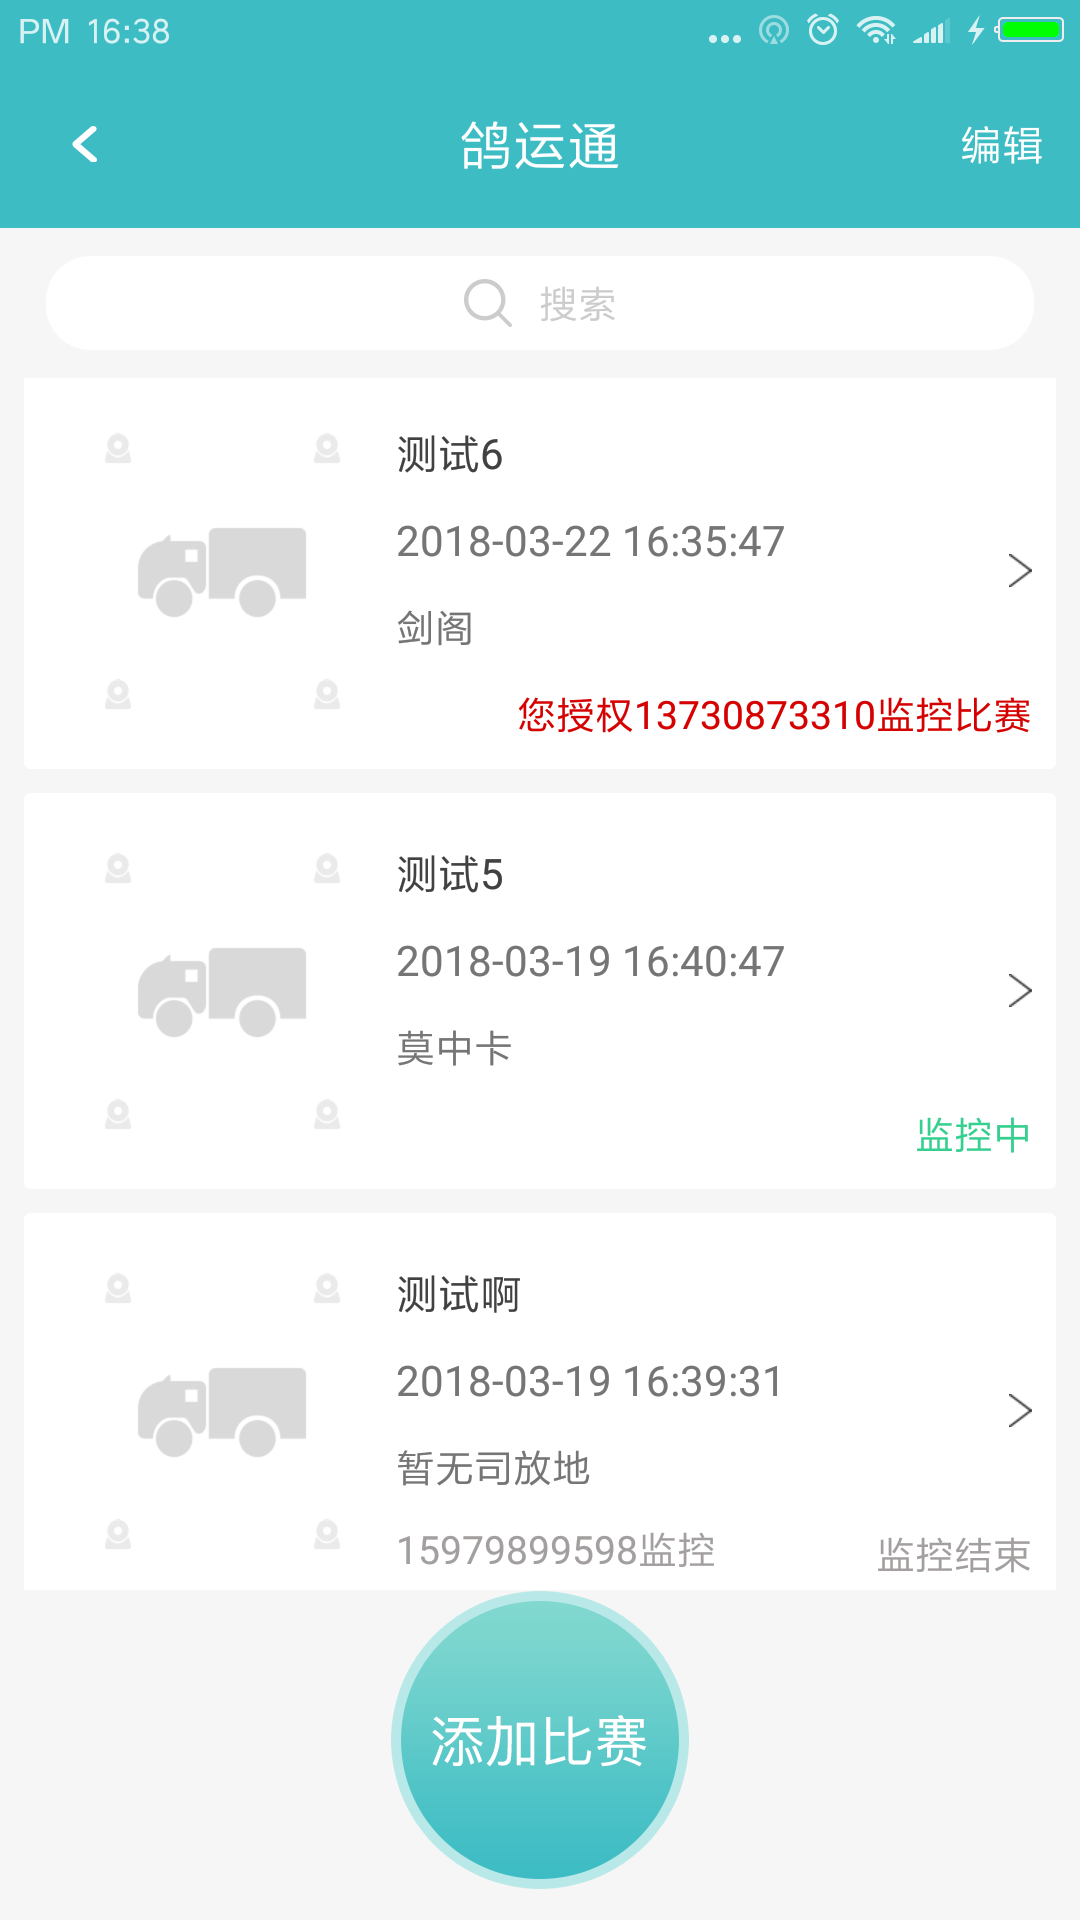 PM 16:38
鸽运通
编辑
搜索
测试6
2018-03-22 16:35:47
剑阁
您授权13730873310监控比赛
测试5
2018-03-19 16:40:47
莫中卡
监控中
测试啊
2018-03-19 16:39:31
暂无司放地
15979899598监控 监控结束
添加比赛